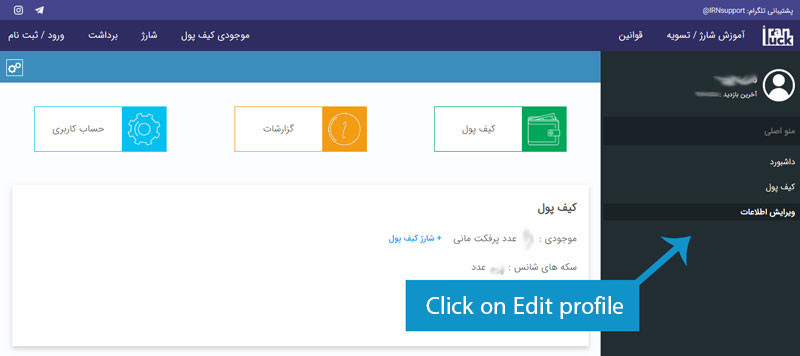 پشتیبانی تلگرام: @IRNsupport
iran luck
آموزش شارژ / تسویه
قوانین
موجودی کیف پول
شارژ
برداشت
ورود / ثبت نام
آخرین بازدید :
منو اصلی
داشبورد
کیف پول
ویرایش اطلاعات
کیف پول
گزارشات
حساب کاربری
کیف پول
موجودی : عدد پرفکت مانی + شارژ کیف پول
سکه های شانس : عدد
Click on Edit profile